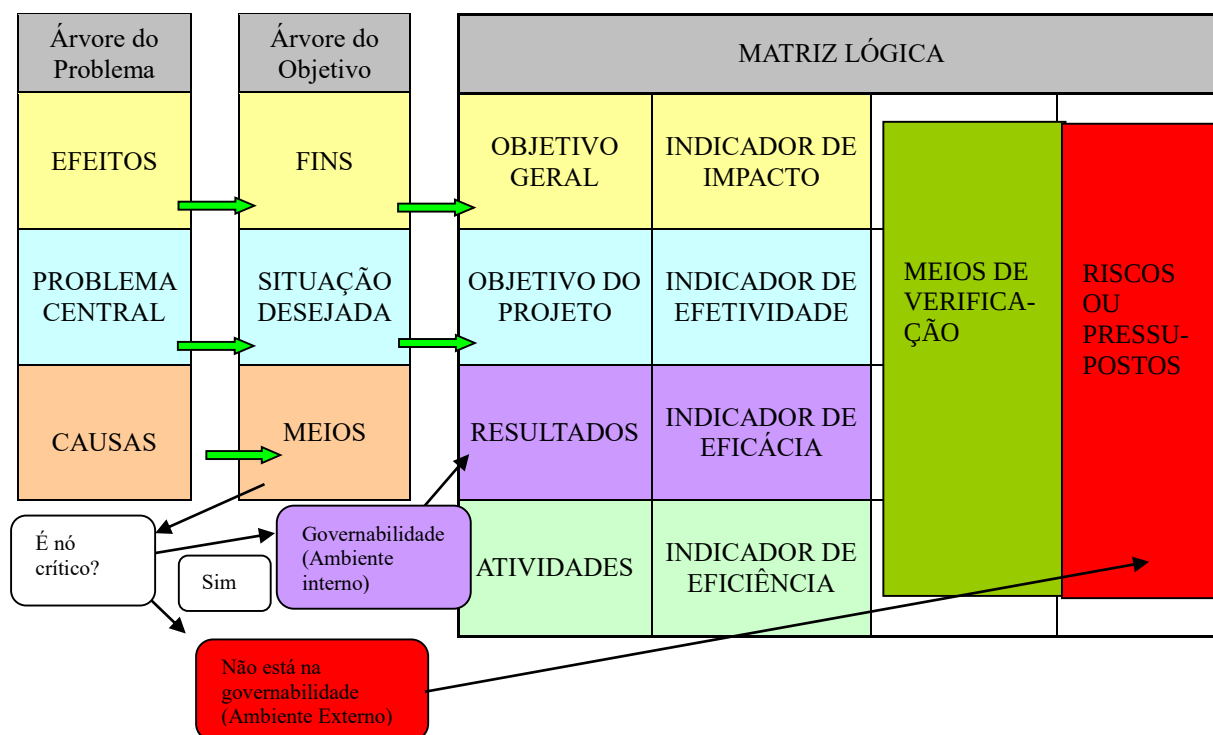 Árvore do
Problema
Árvore do
Objetivo
MATRIZ LÓGICA
EFEITOS
FINS
OBJETIVO
GERAL
INDICADOR DE
IMPACTO
PROBLEMA
CENTRAL
SITUAÇÃO
DESEJADA
OBJETIVO DO
PROJETO
INDICADOR DE
EFETIVIDADE
MEIOS DE
VERIFICA-
ÇÃO
RISCOS
OU
PRESSU-
POSTOS
CAUSAS
MEIOS
RESULTADOS
INDICADOR DE
EFICÁCIA
É nó
crítico?
Sim
Governabilidade
(Ambiente
interno)
ATIVIDADES
INDICADOR DE
EFICIÊNCIA
Não está na
governabilidade
(Ambiente Externo)